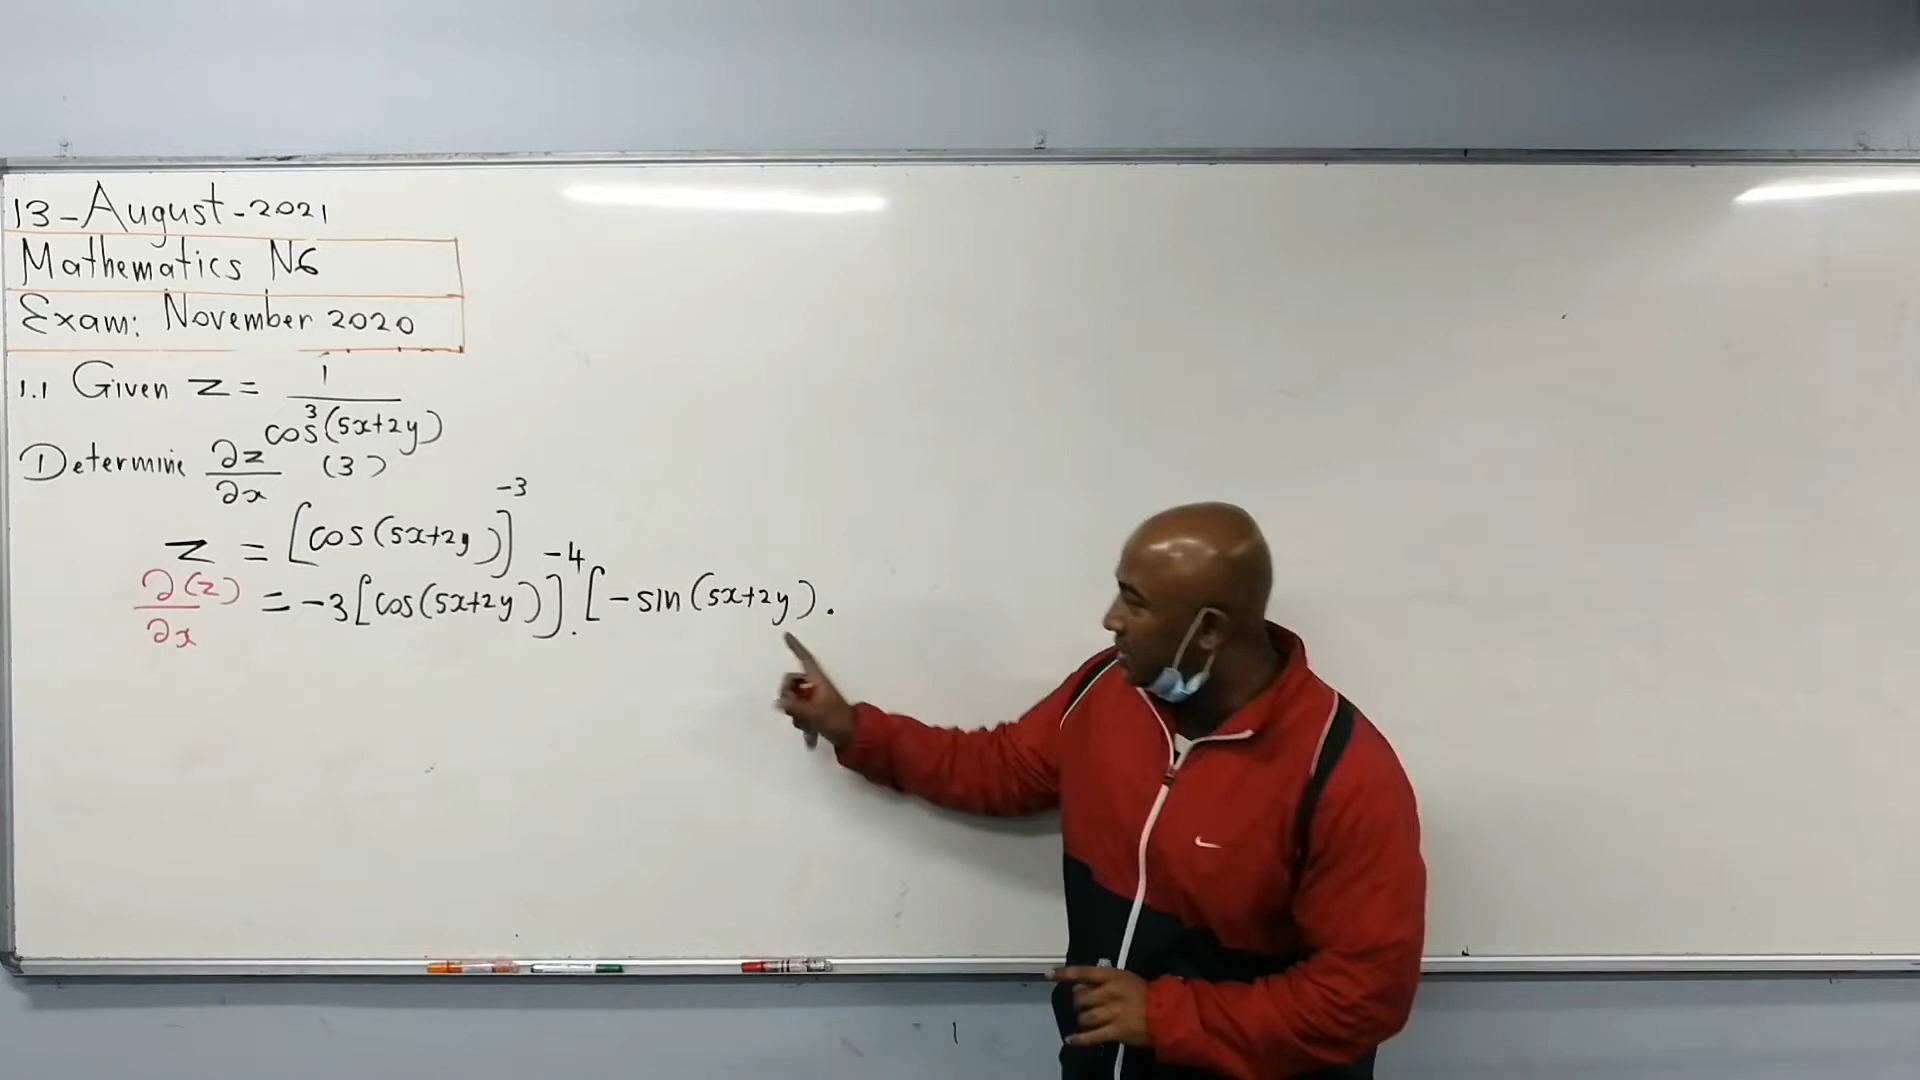 13-August-2021
Mathematics N6
Exam: November 2020
1.1 Given z = 1/cos³(5x+2y)
Determine ∂z/∂x (3)
z = [cos(5x+2y)]⁻³
∂(z)/∂x = -3[cos(5x+2y)]⁻⁴.[-sin(5x+2y).